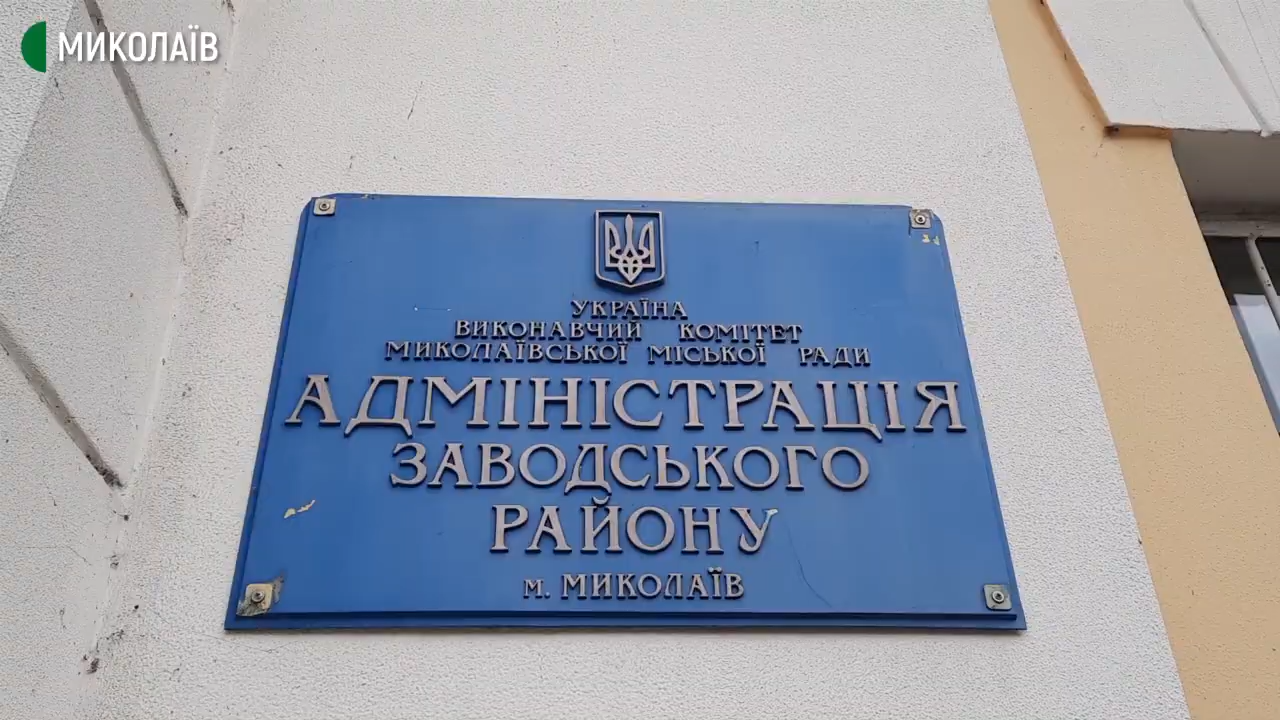 МИКОЛАЇВ
УКРАЇНА
ВИКОНАВЧИЙ КОМІТЕТ
МИКОЛАЇВСЬКОЇ МІСЬКОЇ РАДИ
АДМІНІСТРАЦІЯ
ЗАВОДСЬКОГО
РАЙОНУ
м. МИКОЛАЇВ